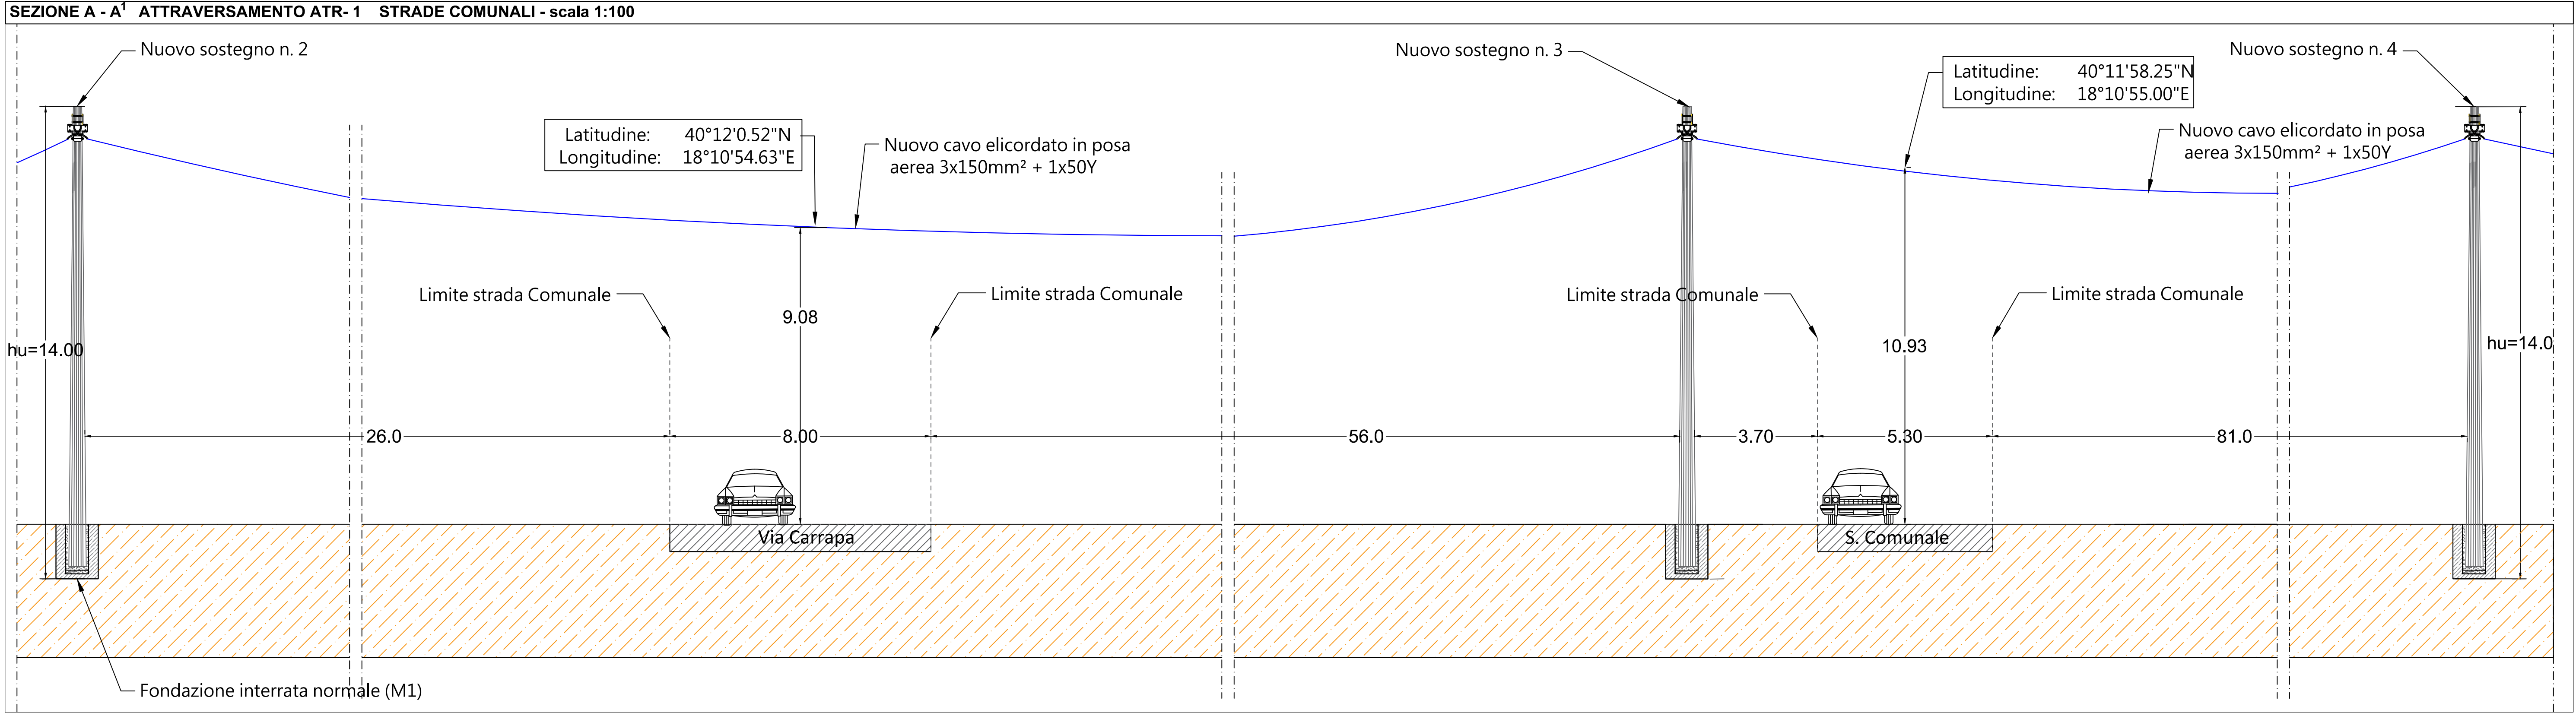 SEZIONE A - A¹ ATTRAVERSAMENTO ATR- 1 STRADE COMUNALI - scala 1:100
Nuovo sostegno n. 2
Nuovo sostegno n. 3
Nuovo sostegno n. 4
Latitudine: 40°11'58.25"N
Longitudine: 18°10'55.00"E
Latitudine: 40°12'0.52"N
Longitudine: 18°10'54.63"E
Nuovo cavo elicordato in posa
aerea 3x150mm² + 1x50Y
Nuovo cavo elicordato in posa
aerea 3x150mm² + 1x50Y
Limite strada Comunale
Limite strada Comunale
Limite strada Comunale
Limite strada Comunale
9.08
hu=14.00
10.93
hu=14.0
26.0
8.00
56.0
3.70
5.30
81.0
Via Carrapa
S. Comunale
Fondazione interrata normale (M1)